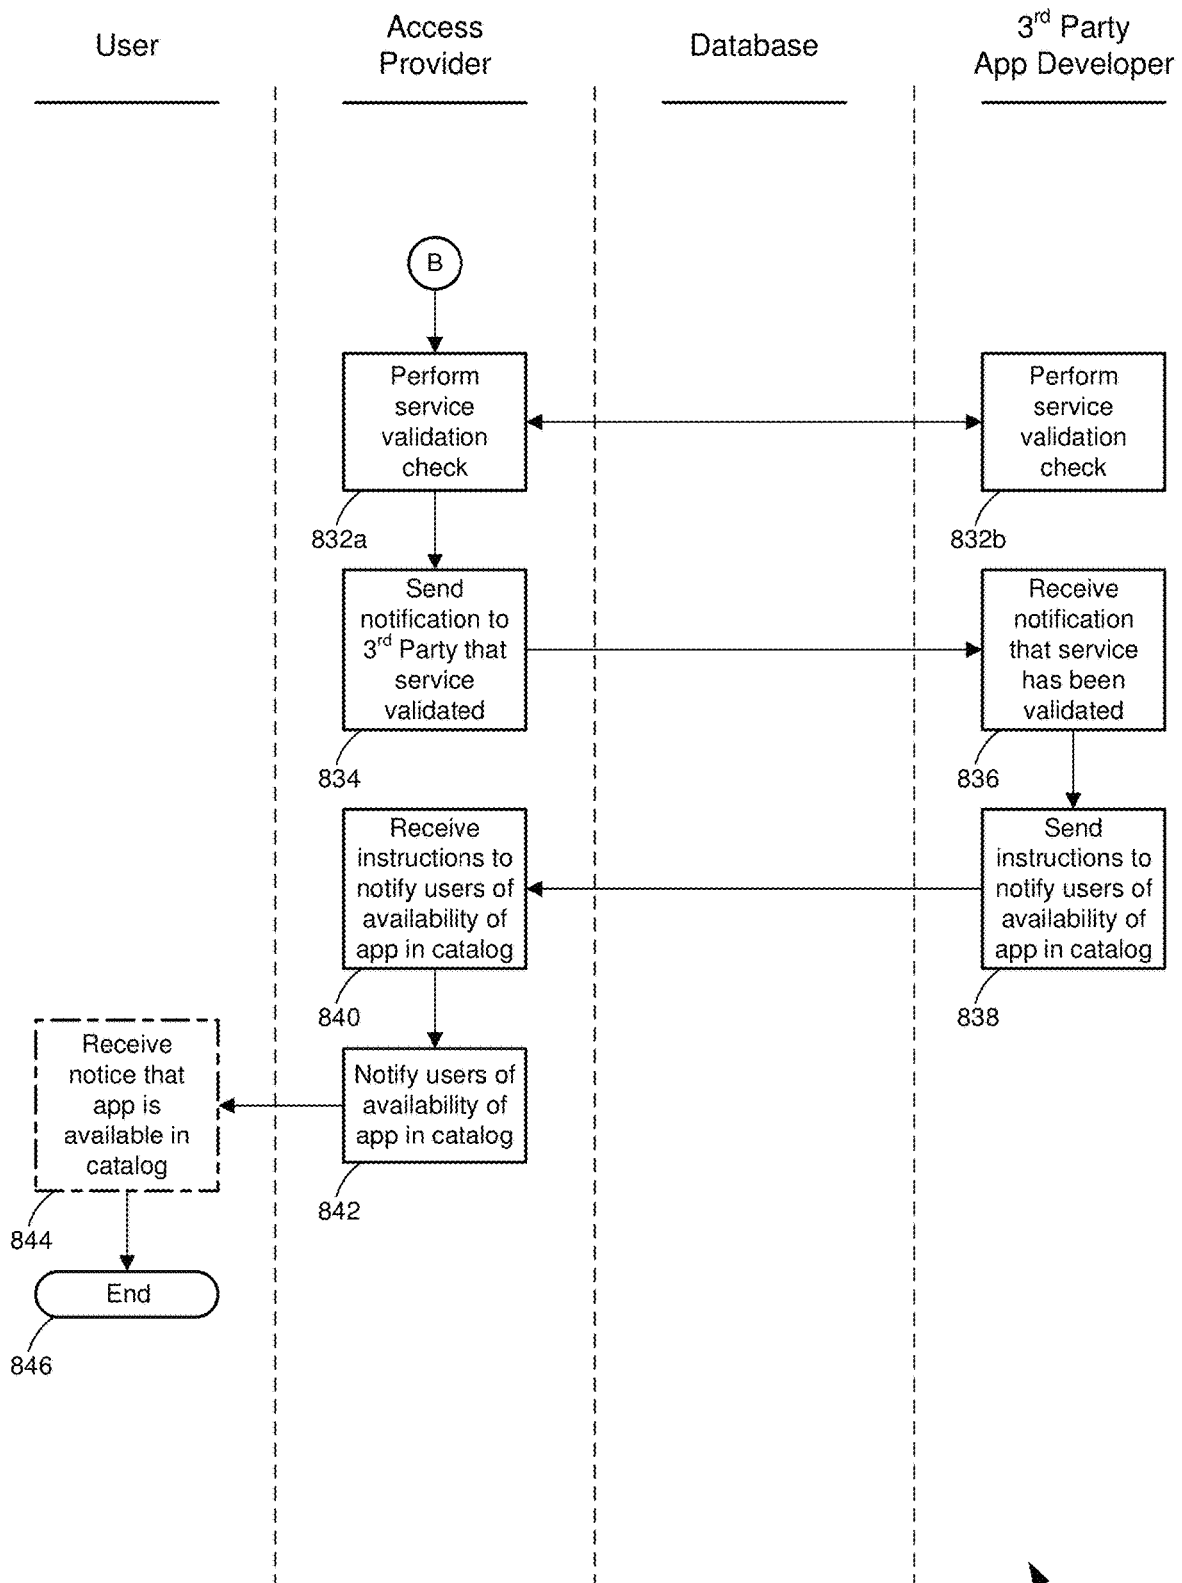 User
Access
Provider
Database
3rd Party
App Developer
B
Perform
service
validation
check
832a
Perform
service
validation
check
832b
Send
notification to
3rd Party that
service
validated
834
Receive
notification
that service
has been
validated
836
Receive
instructions to
notify users of
availability of
app in catalog
840
Send
instructions to
notify users of
availability of
app in catalog
838
Receive
notice that
app is
available in
catalog
844
Notify users of
availability of
app in catalog
842
End
846